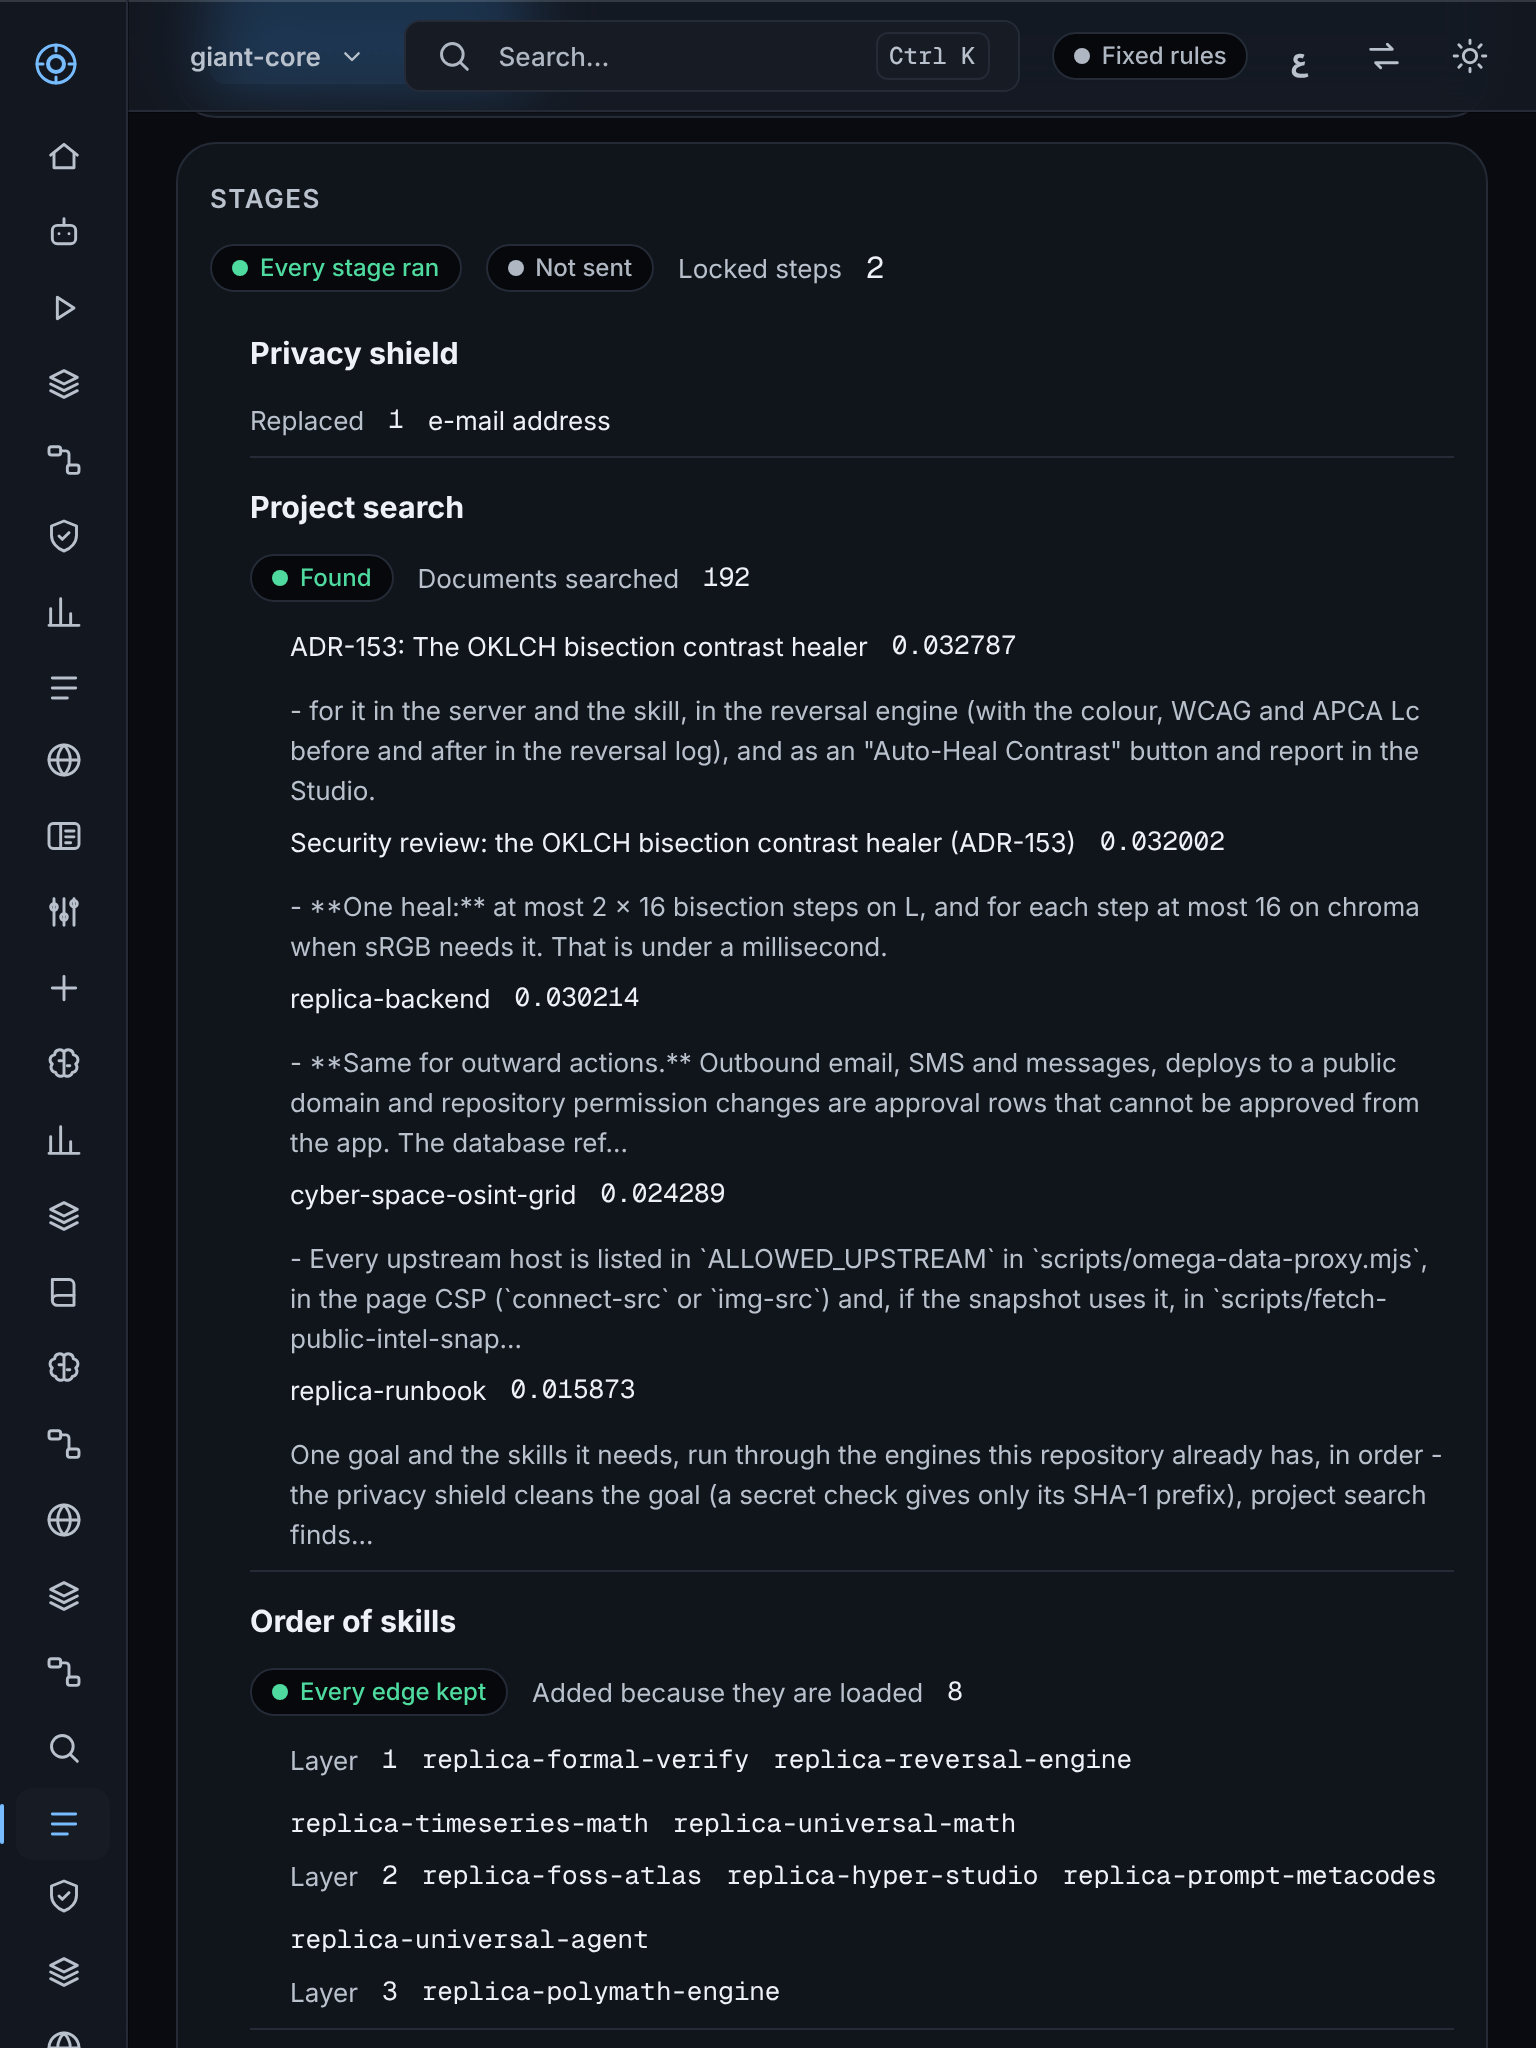 giant-core
Search...
Ctrl K
Fixed rules
ع
STAGES
Every stage ran
Not sent
Locked steps 2
Privacy shield
Replaced 1 e-mail address
Project search
Found
Documents searched 192
ADR-153: The OKLCH bisection contrast healer 0.032787
- for it in the server and the skill, in the reversal engine (with the colour, WCAG and APCA Lc
before and after in the reversal log), and as an "Auto-Heal Contrast" button and report in the
Studio.
Security review: the OKLCH bisection contrast healer (ADR-153) 0.032002
- **One heal:** at most 2 × 16 bisection steps on L, and for each step at most 16 on chroma
when sRGB needs it. That is under a millisecond.
replica-backend 0.030214
- **Same for outward actions.** Outbound email, SMS and messages, deploys to a public
domain and repository permission changes are approval rows that cannot be approved from
the app. The database ref...
cyber-space-osint-grid 0.024289
- Every upstream host is listed in `ALLOWED_UPSTREAM` in `scripts/omega-data-proxy.mjs`,
in the page CSP (`connect-src` or `img-src`) and, if the snapshot uses it, in `scripts/fetch-
public-intel-snap...
replica-runbook 0.015873
One goal and the skills it needs, run through the engines this repository already has, in order -
the privacy shield cleans the goal (a secret check gives only its SHA-1 prefix), project search
finds...
Order of skills
Every edge kept
Added because they are loaded 8
Layer 1 replica-formal-verify replica-reversal-engine
replica-timeseries-math replica-universal-math
Layer 2 replica-foss-atlas replica-hyper-studio replica-prompt-metacodes
replica-universal-agent
Layer 3 replica-polymath-engine